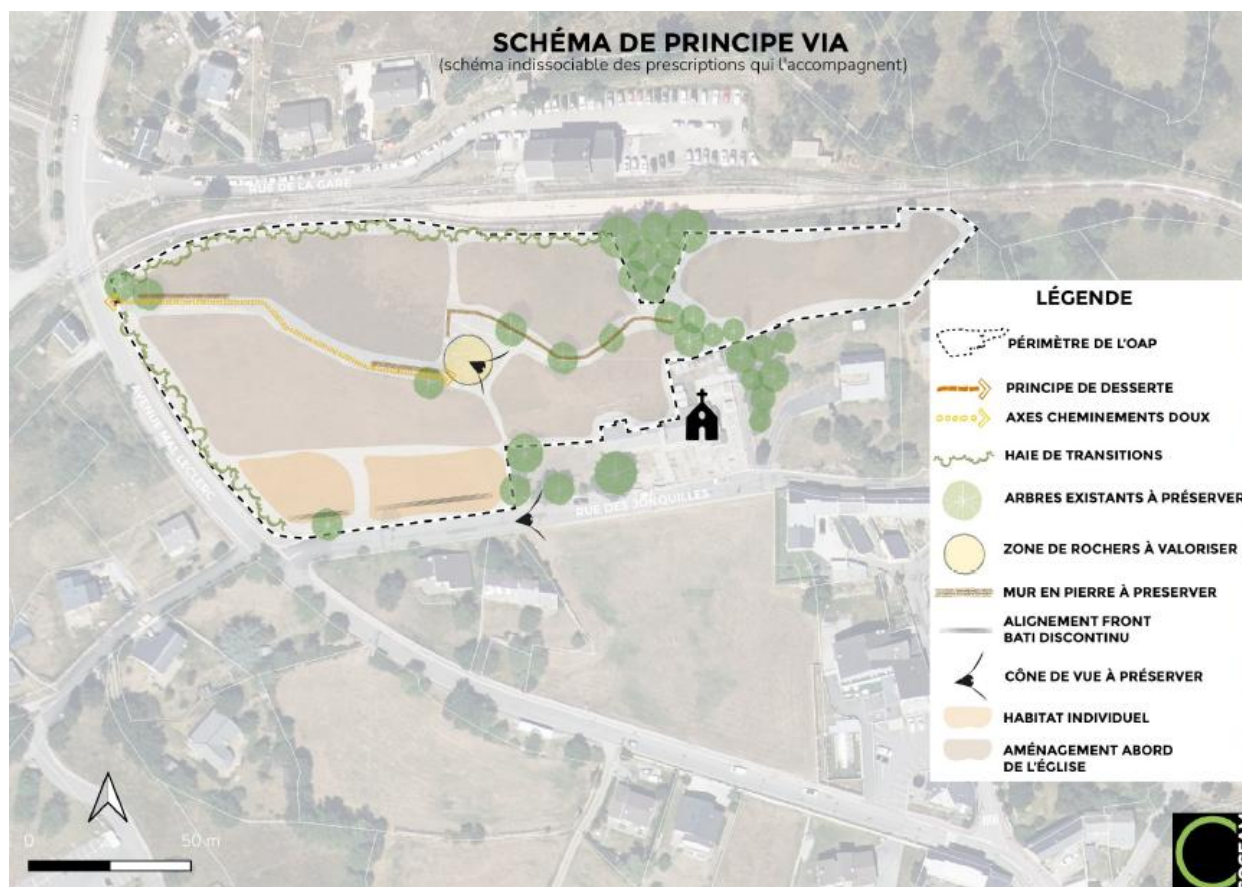 SCHÉMA DE PRINCIPE VIA
(schéma indissociable des prescriptions qui l'accompagnent)
RUE DE LA GARE
AVENUE
LECLERC
RUE DES JONQUILLES
LÉGENDE
PÉRIMÈTRE DE L'OAP
PRINCIPE DE DESSERTE
AXES CHEMINEMENTS DOUX
HAIE DE TRANSITIONS
ARBRES EXISTANTS À PRÉSERVER
ZONE DE ROCHERS À VALORISER
MUR EN PIERRE À PRESERVER
ALIGNEMENT FRONT
BATI DISCONTINU
CÔNE DE VUE À PRÉSERVER
HABITAT INDIVIDUEL
AMÉNAGEMENT ABORD
DE L'ÉGLISE
0
50 m